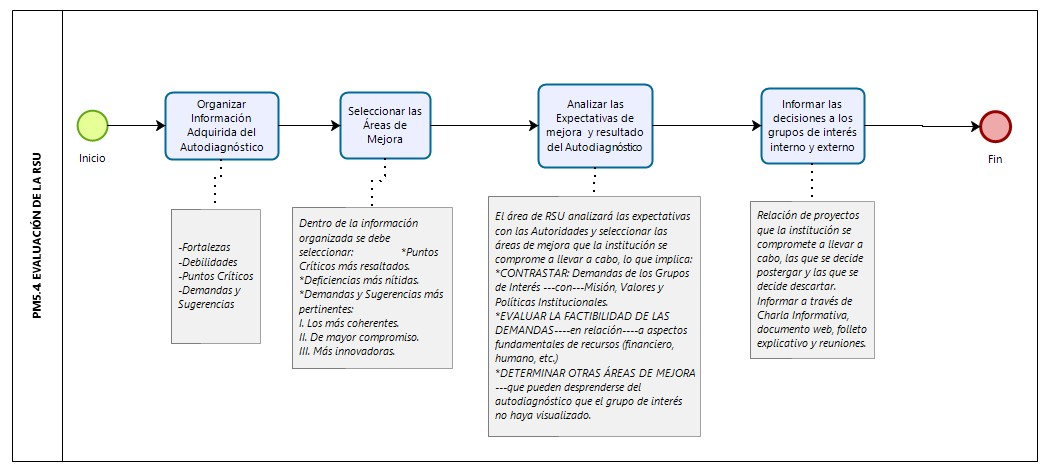 PM5.4. EVALUACIÓN DE LA RSU
Inicio
Organizar
Información
Adquirida del
Autodiagnóstico
Seleccionar las
Áreas de
Mejora
Analizar las
Expectativas de
mejora y resultado
del Autodiagnóstico
Informar las
decisiones a los
grupos de interés
interno y externo
Fin
-Fortalezas
-Debilidades
-Puntos Críticos
-Demandas y
Sugerencias
Dentro de la información
organizada se debe
seleccionar: *Puntos
Críticos más resaltados.
*Deficiencias más nítidas.
*Demandas y Sugerencias más
pertinentes:
I. Los más coherentes.
II. De mayor compromiso.
III. Más innovadoras.
El área de RSU analizará las expectativas
con las Autoridades y seleccionar las
áreas de mejora que la institución se
comprome a llevar a cabo, lo que implica:
*CONTRASTAR: Demandas de los Grupos
de Interés ---con---Misión, Valores y
Políticas Institucionales.
*EVALUAR LA FACTIBILIDAD DE LAS
DEMANDAS----en relación----a aspectos
fundamentales de recursos (financiero,
humano, etc.)
*DETERMINAR OTRAS ÁREAS DE MEJORA
---que pueden desprenderse del
autodiagnóstico que el grupo de interés
no haya visualizado.
Relación de proyectos
que la institución se
compromete a llevar a
cabo, las que se decide
postergar y las que se
decide descartar.
Informar a través de
Charla Informativa,
documento web, folleto
explicativo y reuniones.